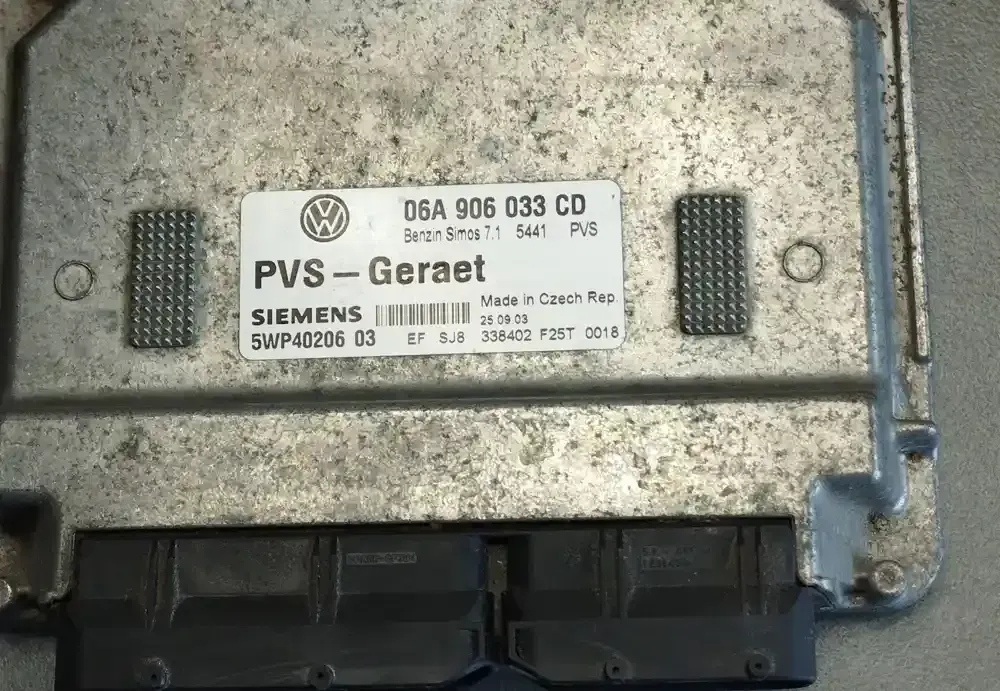 06A 906 033 CD
Benzin Simos 7.1 5441 PVS
PVS – Geraet
SIEMENS
Made in Czech Rep.
25.09.03
5WP40206 03 EF SJ8 338402 F25T 0018